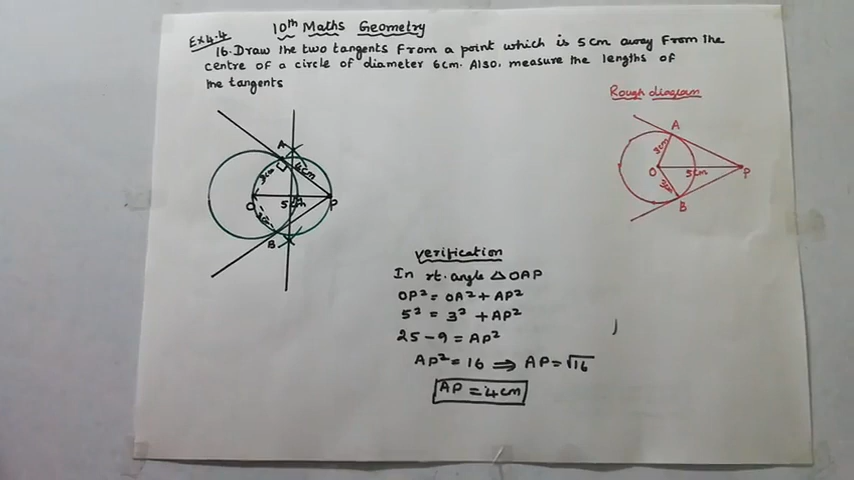 10th Maths Geometry
Ex 4.4
16. Draw the two tangents from a point which is 5cm away from the
centre of a circle of diameter 6cm. Also, measure the lengths of
the tangents
Rough diagram
A
3cm
O
5cm
P
3cm
B
A
4cm
3cm
O
5cm
P
3cm
B
verification
In rt. angle △OAP
OP² = OA² + AP²
5² = 3² + AP²
25 - 9 = AP²
AP² = 16 ⇒ AP = √16
AP = 4cm